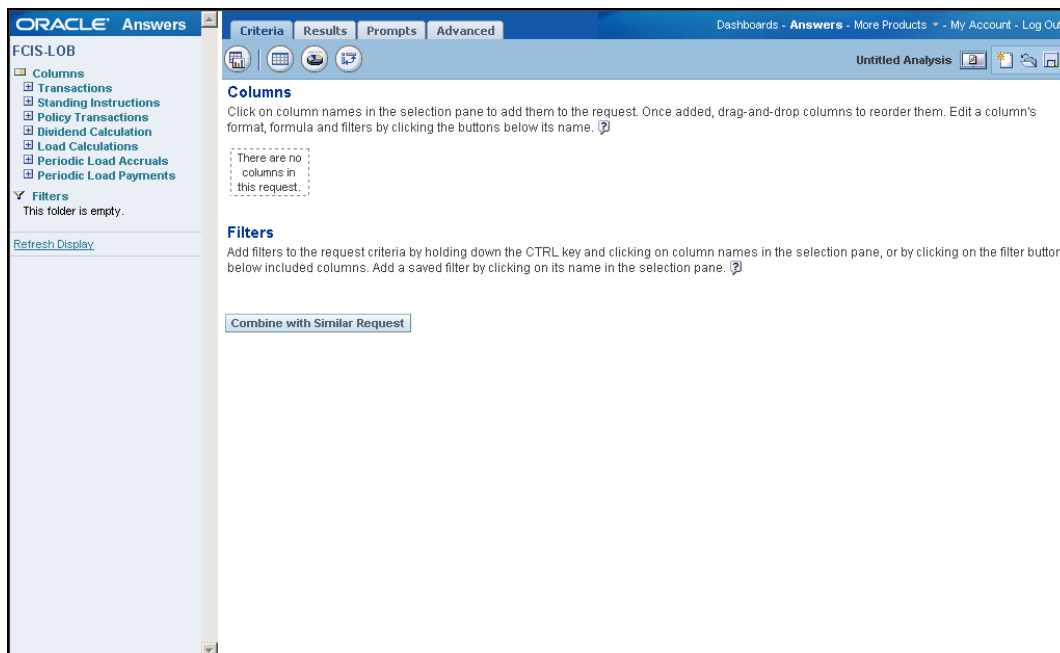 ORACLE Answers
FCIS-LOB
Columns
Transactions
Standing Instructions
Policy Transactions
Dividend Calculation
Load Calculations
Periodic Load Accruals
Periodic Load Payments
Filters
This folder is empty.
Refresh Display
Criteria Results Prompts Advanced
Dashboards - Answers - More Products - My Account - Log Out
Untitled Analysis
Columns
Click on column names in the selection pane to add them to the request. Once added, drag-and-drop columns to reorder them. Edit a column's
format, formula and filters by clicking the buttons below its name.
There are no
columns in
this request.
Filters
Add filters to the request criteria by holding down the CTRL key and clicking on column names in the selection pane, or by clicking on the filter button
below included columns. Add a saved filter by clicking on its name in the selection pane.
Combine with Similar Request